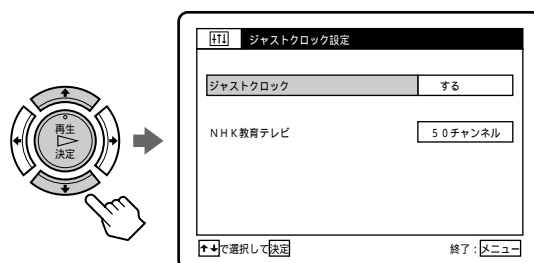 ジャストクロック設定
ジャストクロック する
NHK教育テレビ 50チャンネル
再生
決定
↑↓で選択して決定 終了:メニュー